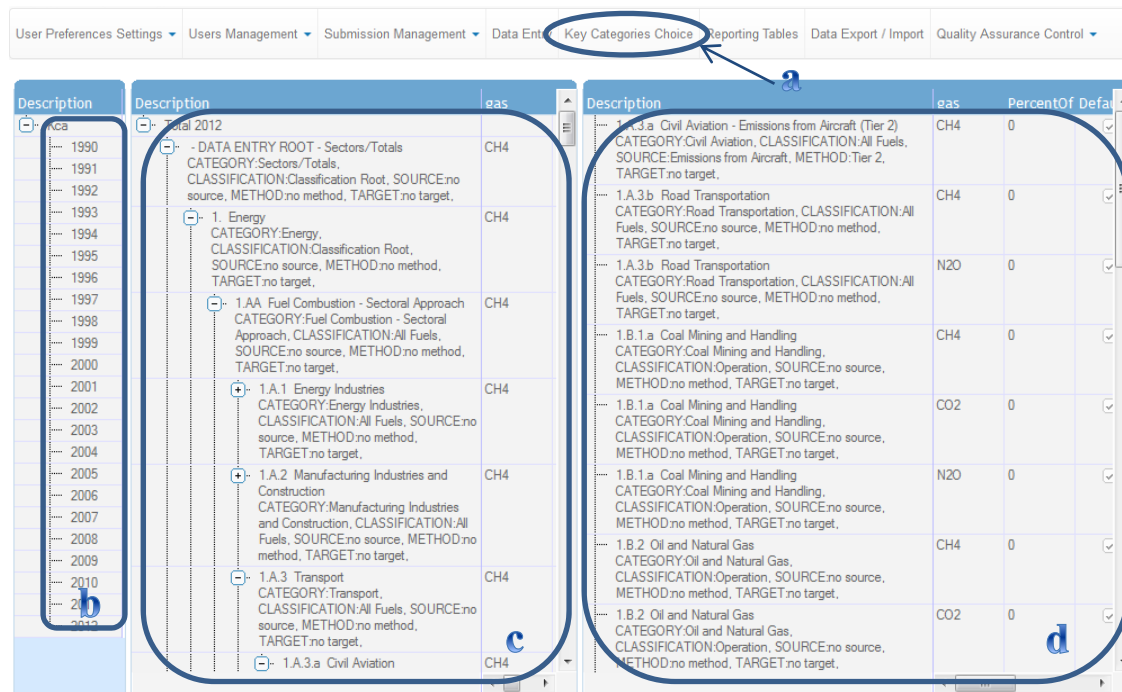 User Preferences Settings Users Management Submission Management Data Entry Key Categories Choice Reporting Tables Data Export / Import Quality Assurance Control
a
Description
Kca
1990
1991
1992
1993
1994
1995
1996
1997
1998
1999
2000
2001
2002
2003
2004
2005
2006
2007
2008
2009
2010
2012
b
Description gas
Total 2012
- DATA ENTRY ROOT - Sectors/Totals CH4
CATEGORY:Sectors/Totals,
CLASSIFICATION:Classification Root, SOURCE:no
source, METHOD:no method, TARGET:no target,
1. Energy CH4
CATEGORY:Energy,
CLASSIFICATION:Classification Root,
SOURCE:no source, METHOD:no method,
TARGET:no target,
1.AA Fuel Combustion - Sectoral Approach CH4
CATEGORY:Fuel Combustion - Sectoral
Approach, CLASSIFICATION:All Fuels,
SOURCE:no source, METHOD:no method,
TARGET:no target,
1.A.1 Energy Industries CH4
CATEGORY:Energy Industries,
CLASSIFICATION:All Fuels, SOURCE:no
source, METHOD:no method,
TARGET:no target,
1.A.2 Manufacturing Industries and CH4
Construction
CATEGORY:Manufacturing Industries
and Construction, CLASSIFICATION:All
Fuels, SOURCE:no source, METHOD:no
method, TARGET:no target,
1.A.3 Transport CH4
CATEGORY:Transport,
CLASSIFICATION:All Fuels, SOURCE:no
source, METHOD:no method,
TARGET:no target,
1.A.3.a Civil Aviation CH4
c
Description gas PercentOf Defau
1.A.3.a Civil Aviation - Emissions from Aircraft (Tier 2) CH4 0
CATEGORY:Civil Aviation, CLASSIFICATION:All Fuels,
SOURCE:Emissions from Aircraft, METHOD:Tier 2,
TARGET:no target,
1.A.3.b Road Transportation CH4 0
CATEGORY:Road Transportation, CLASSIFICATION:All
Fuels, SOURCE:no source, METHOD:no method,
TARGET:no target,
1.A.3.b Road Transportation N2O 0
CATEGORY:Road Transportation, CLASSIFICATION:All
Fuels, SOURCE:no source, METHOD:no method,
TARGET:no target,
1.B.1.a Coal Mining and Handling CH4 0
CATEGORY:Coal Mining and Handling,
CLASSIFICATION:Operation, SOURCE:no source,
METHOD:no method, TARGET:no target,
1.B.1.a Coal Mining and Handling CO2 0
CATEGORY:Coal Mining and Handling,
CLASSIFICATION:Operation, SOURCE:no source,
METHOD:no method, TARGET:no target,
1.B.1.a Coal Mining and Handling N2O 0
CATEGORY:Coal Mining and Handling,
CLASSIFICATION:Operation, SOURCE:no source,
METHOD:no method, TARGET:no target,
1.B.2 Oil and Natural Gas CH4 0
CATEGORY:Oil and Natural Gas,
CLASSIFICATION:Operation, SOURCE:no source,
METHOD:no method, TARGET:no target,
1.B.2 Oil and Natural Gas CO2 0
CATEGORY:Oil and Natural Gas,
CLASSIFICATION:Operation, SOURCE:no source,
METHOD:no method, TARGET:no target,
d